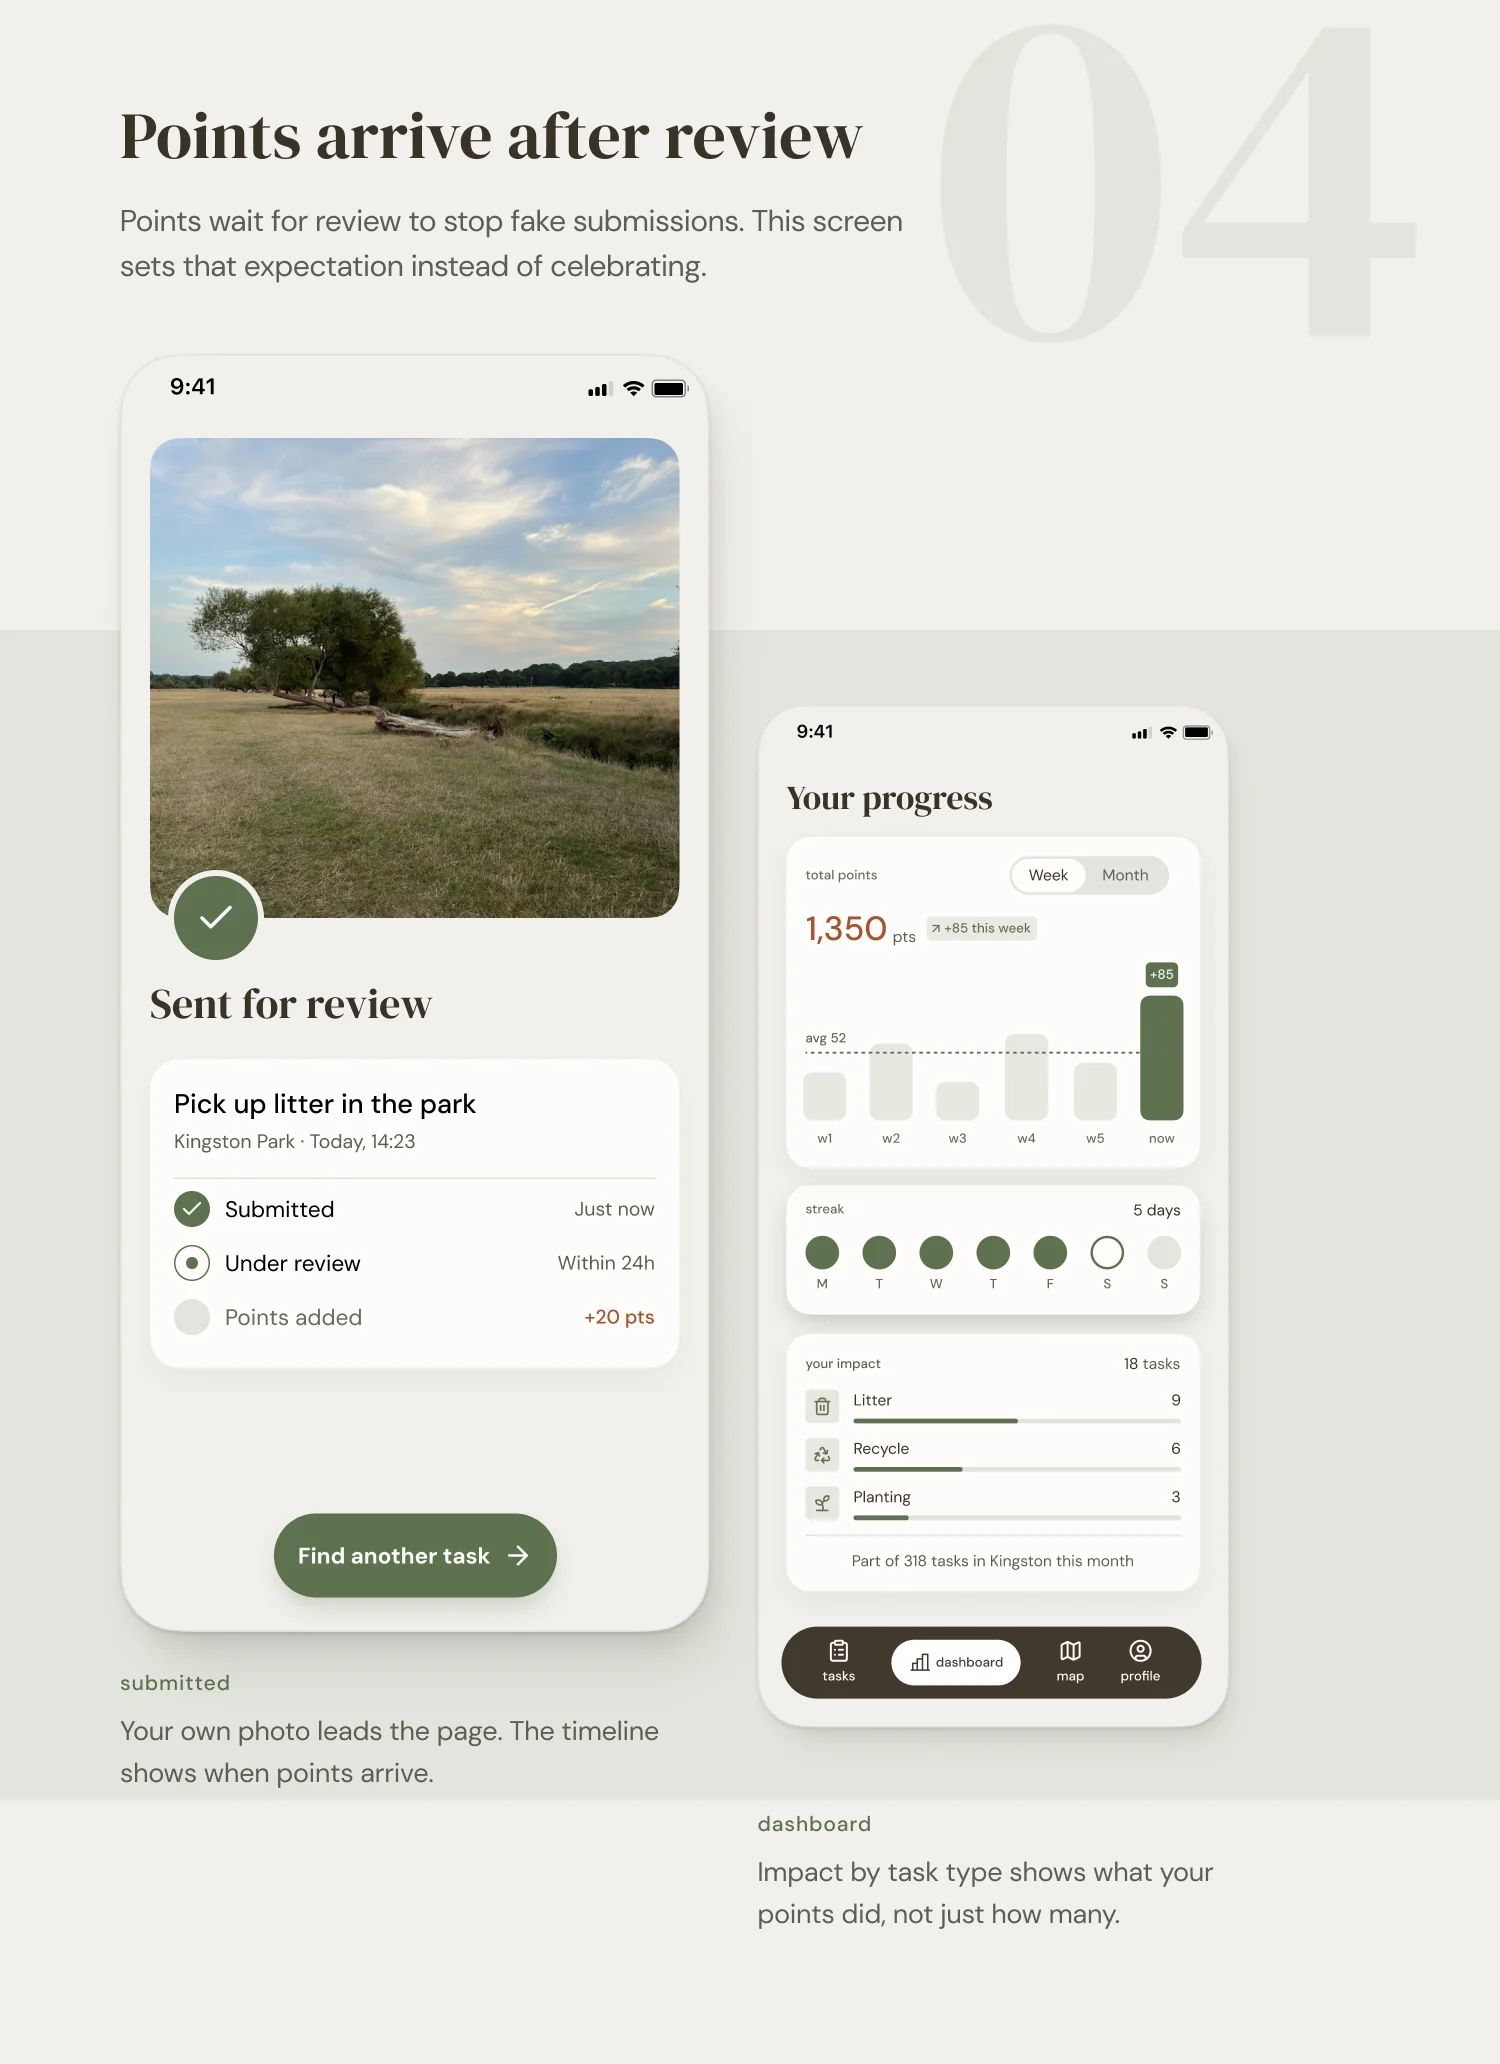 04
Points arrive after review
Points wait for review to stop fake submissions. This screen
sets that expectation instead of celebrating.
9:41
Sent for review
Pick up litter in the park
Kingston Park · Today, 14:23
Submitted Just now
Under review Within 24h
Points added +20 pts
Find another task →
submitted
Your own photo leads the page. The timeline
shows when points arrive.
9:41
Your progress
total points Week Month
1,350 pts ↗ +85 this week
+85
avg 52
w1 w2 w3 w4 w5 now
streak 5 days
M T W T F S S
your impact 18 tasks
Litter 9
Recycle 6
Planting 3
Part of 318 tasks in Kingston this month
tasks dashboard map profile
dashboard
Impact by task type shows what your
points did, not just how many.